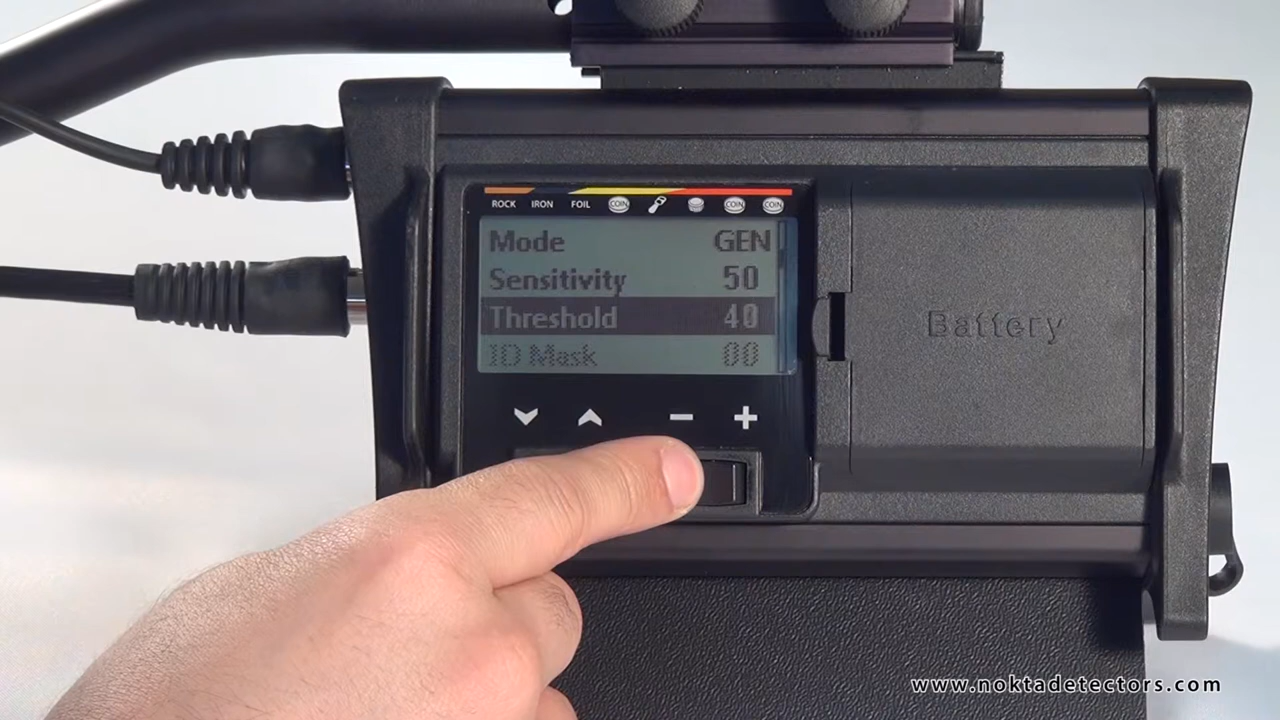 ROCK IRON FOIL COIN COIN COIN
Mode GEN
Sensitivity 50
Threshold 40
ID Mask 00
Battery
www.noktadetectors.com